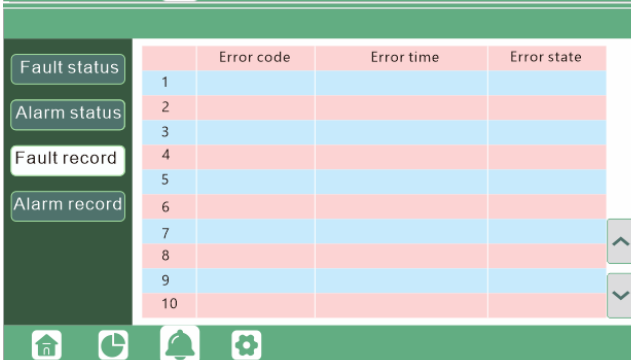 Error code Error time Error state
Fault status
Alarm status
Fault record
Alarm record
1
2
3
4
5
6
7
8
9
10